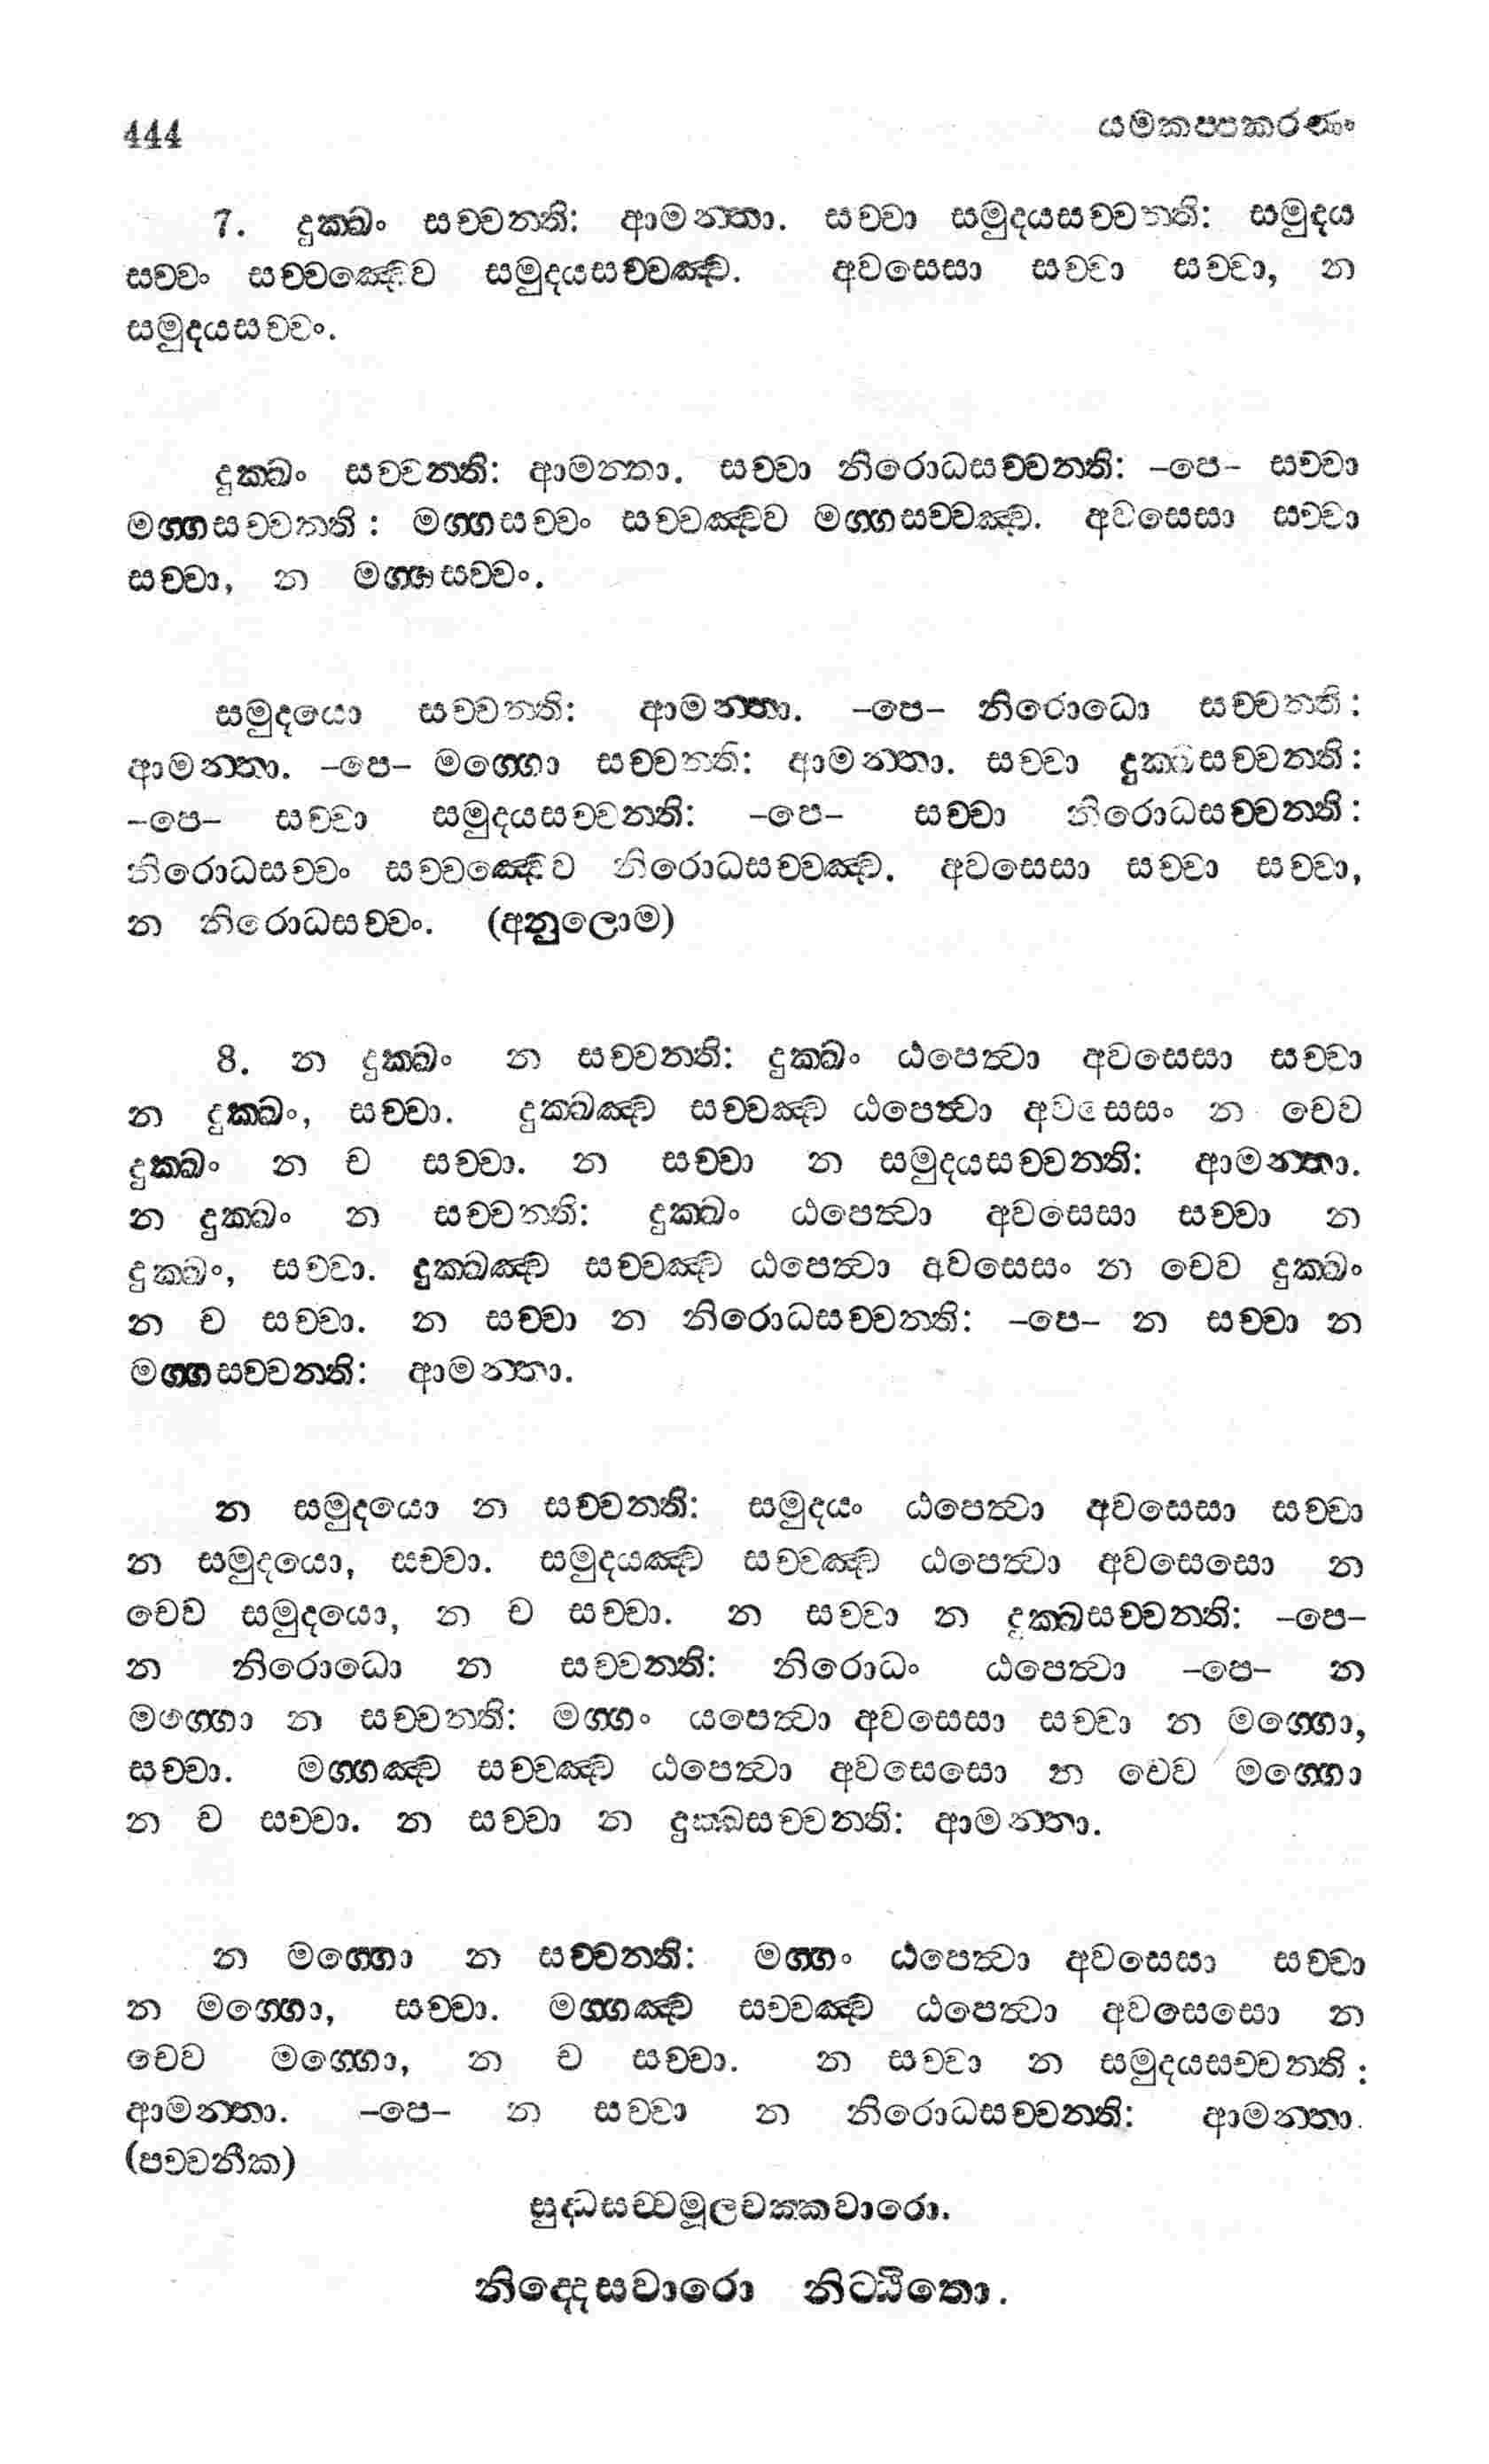 444
යමකප්පකරණං
7. දුක්ඛං සච්චන්ති: ආමන්තා. සච්චා සමුදයසච්චන්ති: සමුදය
සච්චං සච්චඤ්චෙව සමුදයසච්චඤ්ච. අවසෙසා සච්චා සච්චා, න
සමුදයසච්චං.
දුක්ඛං සච්චන්ති: ආමන්තා. සච්චා නිරොධසච්චන්ති: -පෙ- සච්චා
මග්ගසච්චන්ති: මග්ගසච්චං සච්චඤ්චව මග්ගසච්චඤ්ච. අවසෙසා සච්චා
සච්චා, න මග්ගසච්චං.
සමුදයො සච්චන්ති: ආමන්තා. -පෙ- නිරොධො සච්චන්ති:
ආමන්තා. -පෙ- මග්ගො සච්චන්ති: ආමන්තා. සච්චා දුක්ඛසච්චන්ති:
-පෙ- සච්චා සමුදයසච්චන්ති: -පෙ- සච්චා නිරොධසච්චන්ති:
නිරොධසච්චං සච්චඤ්චෙව නිරොධසච්චඤ්ච. අවසෙසා සච්චා සච්චා,
න නිරොධසච්චං. (අනුලොම)
8. න දුක්ඛං න සච්චන්ති: දුක්ඛං ඨපෙත්වා අවසෙසා සච්චා
න දුක්ඛං, සච්චා. දුක්ඛඤ්ච සච්චඤ්ච ඨපෙත්වා අවසෙසං න චෙව
දුක්ඛං න ච සච්චා. න සච්චා න සමුදයසච්චන්ති: ආමන්තා.
න දුක්ඛං න සච්චන්ති: දුක්ඛං ඨපෙත්වා අවසෙසා සච්චා න
දුක්ඛං, සච්චා. දුක්ඛඤ්ච සච්චඤ්ච ඨපෙත්වා අවසෙසං න චෙව දුක්ඛං
න ච සච්චා. න සච්චා න නිරොධසච්චන්ති: -පෙ- න සච්චා න
මග්ගසච්චන්ති: ආමන්තා.
න සමුදයො න සච්චන්ති: සමුදයං ඨපෙත්වා අවසෙසා සච්චා
න සමුදයො, සච්චා. සමුදයඤ්ච සච්චඤ්ච ඨපෙත්වා අවසෙසො න
චෙව සමුදයො, න ච සච්චා. න සච්චා න දුක්ඛසච්චන්ති: -පෙ-
න නිරොධො න සච්චන්ති: නිරොධං ඨපෙත්වා -පෙ- න
මග්ගො න සච්චන්ති: මග්ගං යපෙත්වා අවසෙසා සච්චා න මග්ගො,
සච්චා. මග්ගඤ්ච සච්චඤ්ච ඨපෙත්වා අවසෙසො න චෙව මග්ගො
න ච සච්චා. න සච්චා න දුක්ඛසච්චන්ති: ආමන්තා.
න මග්ගො න සච්චන්ති: මග්ගං ඨපෙත්වා අවසෙසා සච්චා
න මග්ගො, සච්චා. මග්ගඤ්ච සච්චඤ්ච ඨපෙත්වා අවසෙසො න
චෙව මග්ගො, න ච සච්චා. න සච්චා න සමුදයසච්චන්ති:
ආමන්තා. -පෙ- න සච්චා න නිරොධසච්චන්ති: ආමන්තා.
(පච්චනීක)
සුද්ධසච්චමූලචක්කවාරො.
නිද්දෙසවාරො නිට්ඨිතො.